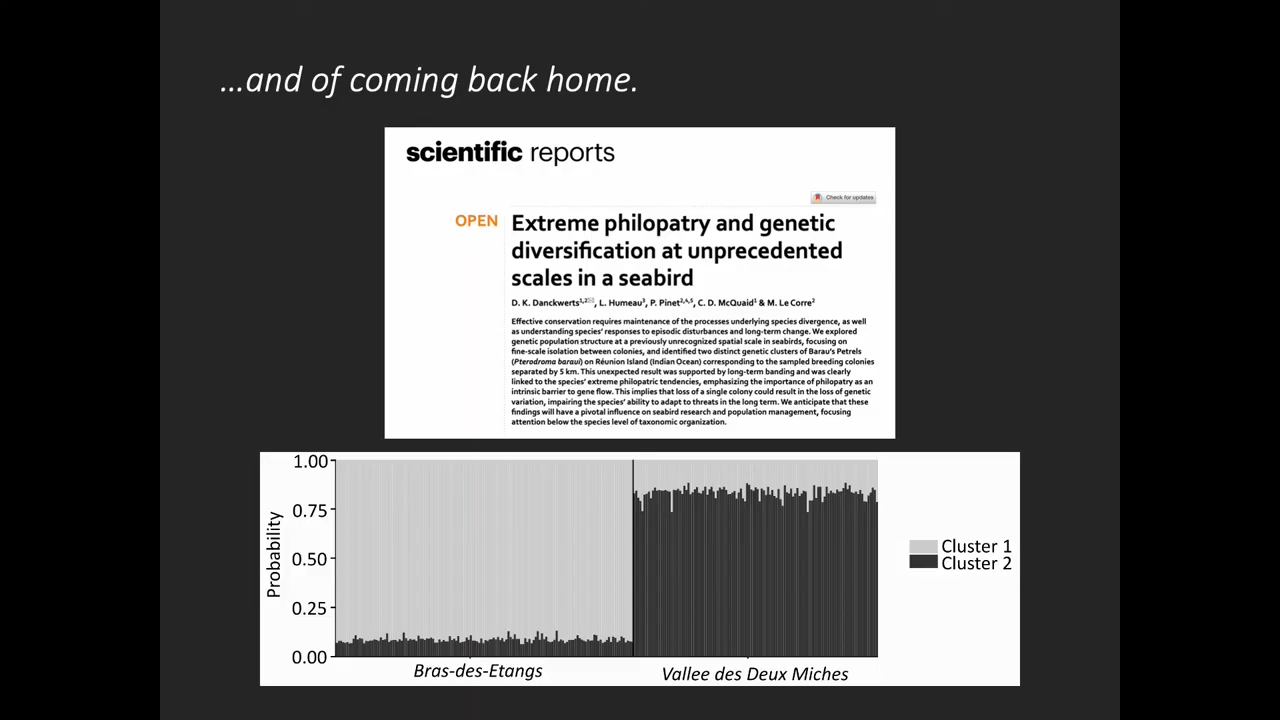 ...and of coming back home.
scientific reports
Check for updates
OPEN
Extreme philopatry and genetic
diversification at unprecedented
scales in a seabird
D. K. Danckwerts1,2✉, L. Humeau3, P. Pinet2,4,5, C. D. McQuaid1 & M. Le Corre2
Effective conservation requires maintenance of the processes underlying species divergence, as well
as understanding species' responses to episodic disturbances and long-term change. We explored
genetic population structure at a previously unrecognized spatial scale in seabirds, focusing on
fine-scale isolation between colonies, and identified two distinct genetic clusters of Barau's Petrels
(Pterodroma baraui) on Réunion Island (Indian Ocean) corresponding to the sampled breeding colonies
separated by 5 km. This unexpected result was supported by long-term banding and was clearly
linked to the species' extreme philopatric tendencies, emphasizing the importance of philopatry as an
intrinsic barrier to gene flow. This implies that loss of a single colony could result in the loss of genetic
variation, impairing the species' ability to adapt to threats in the long term. We anticipate that these
findings will have a pivotal influence on seabird research and population management, focusing
attention below the species level of taxonomic organization.
1.00
0.75
0.50
0.25
0.00
Probability
Bras-des-Etangs
Vallee des Deux Miches
Cluster 1
Cluster 2